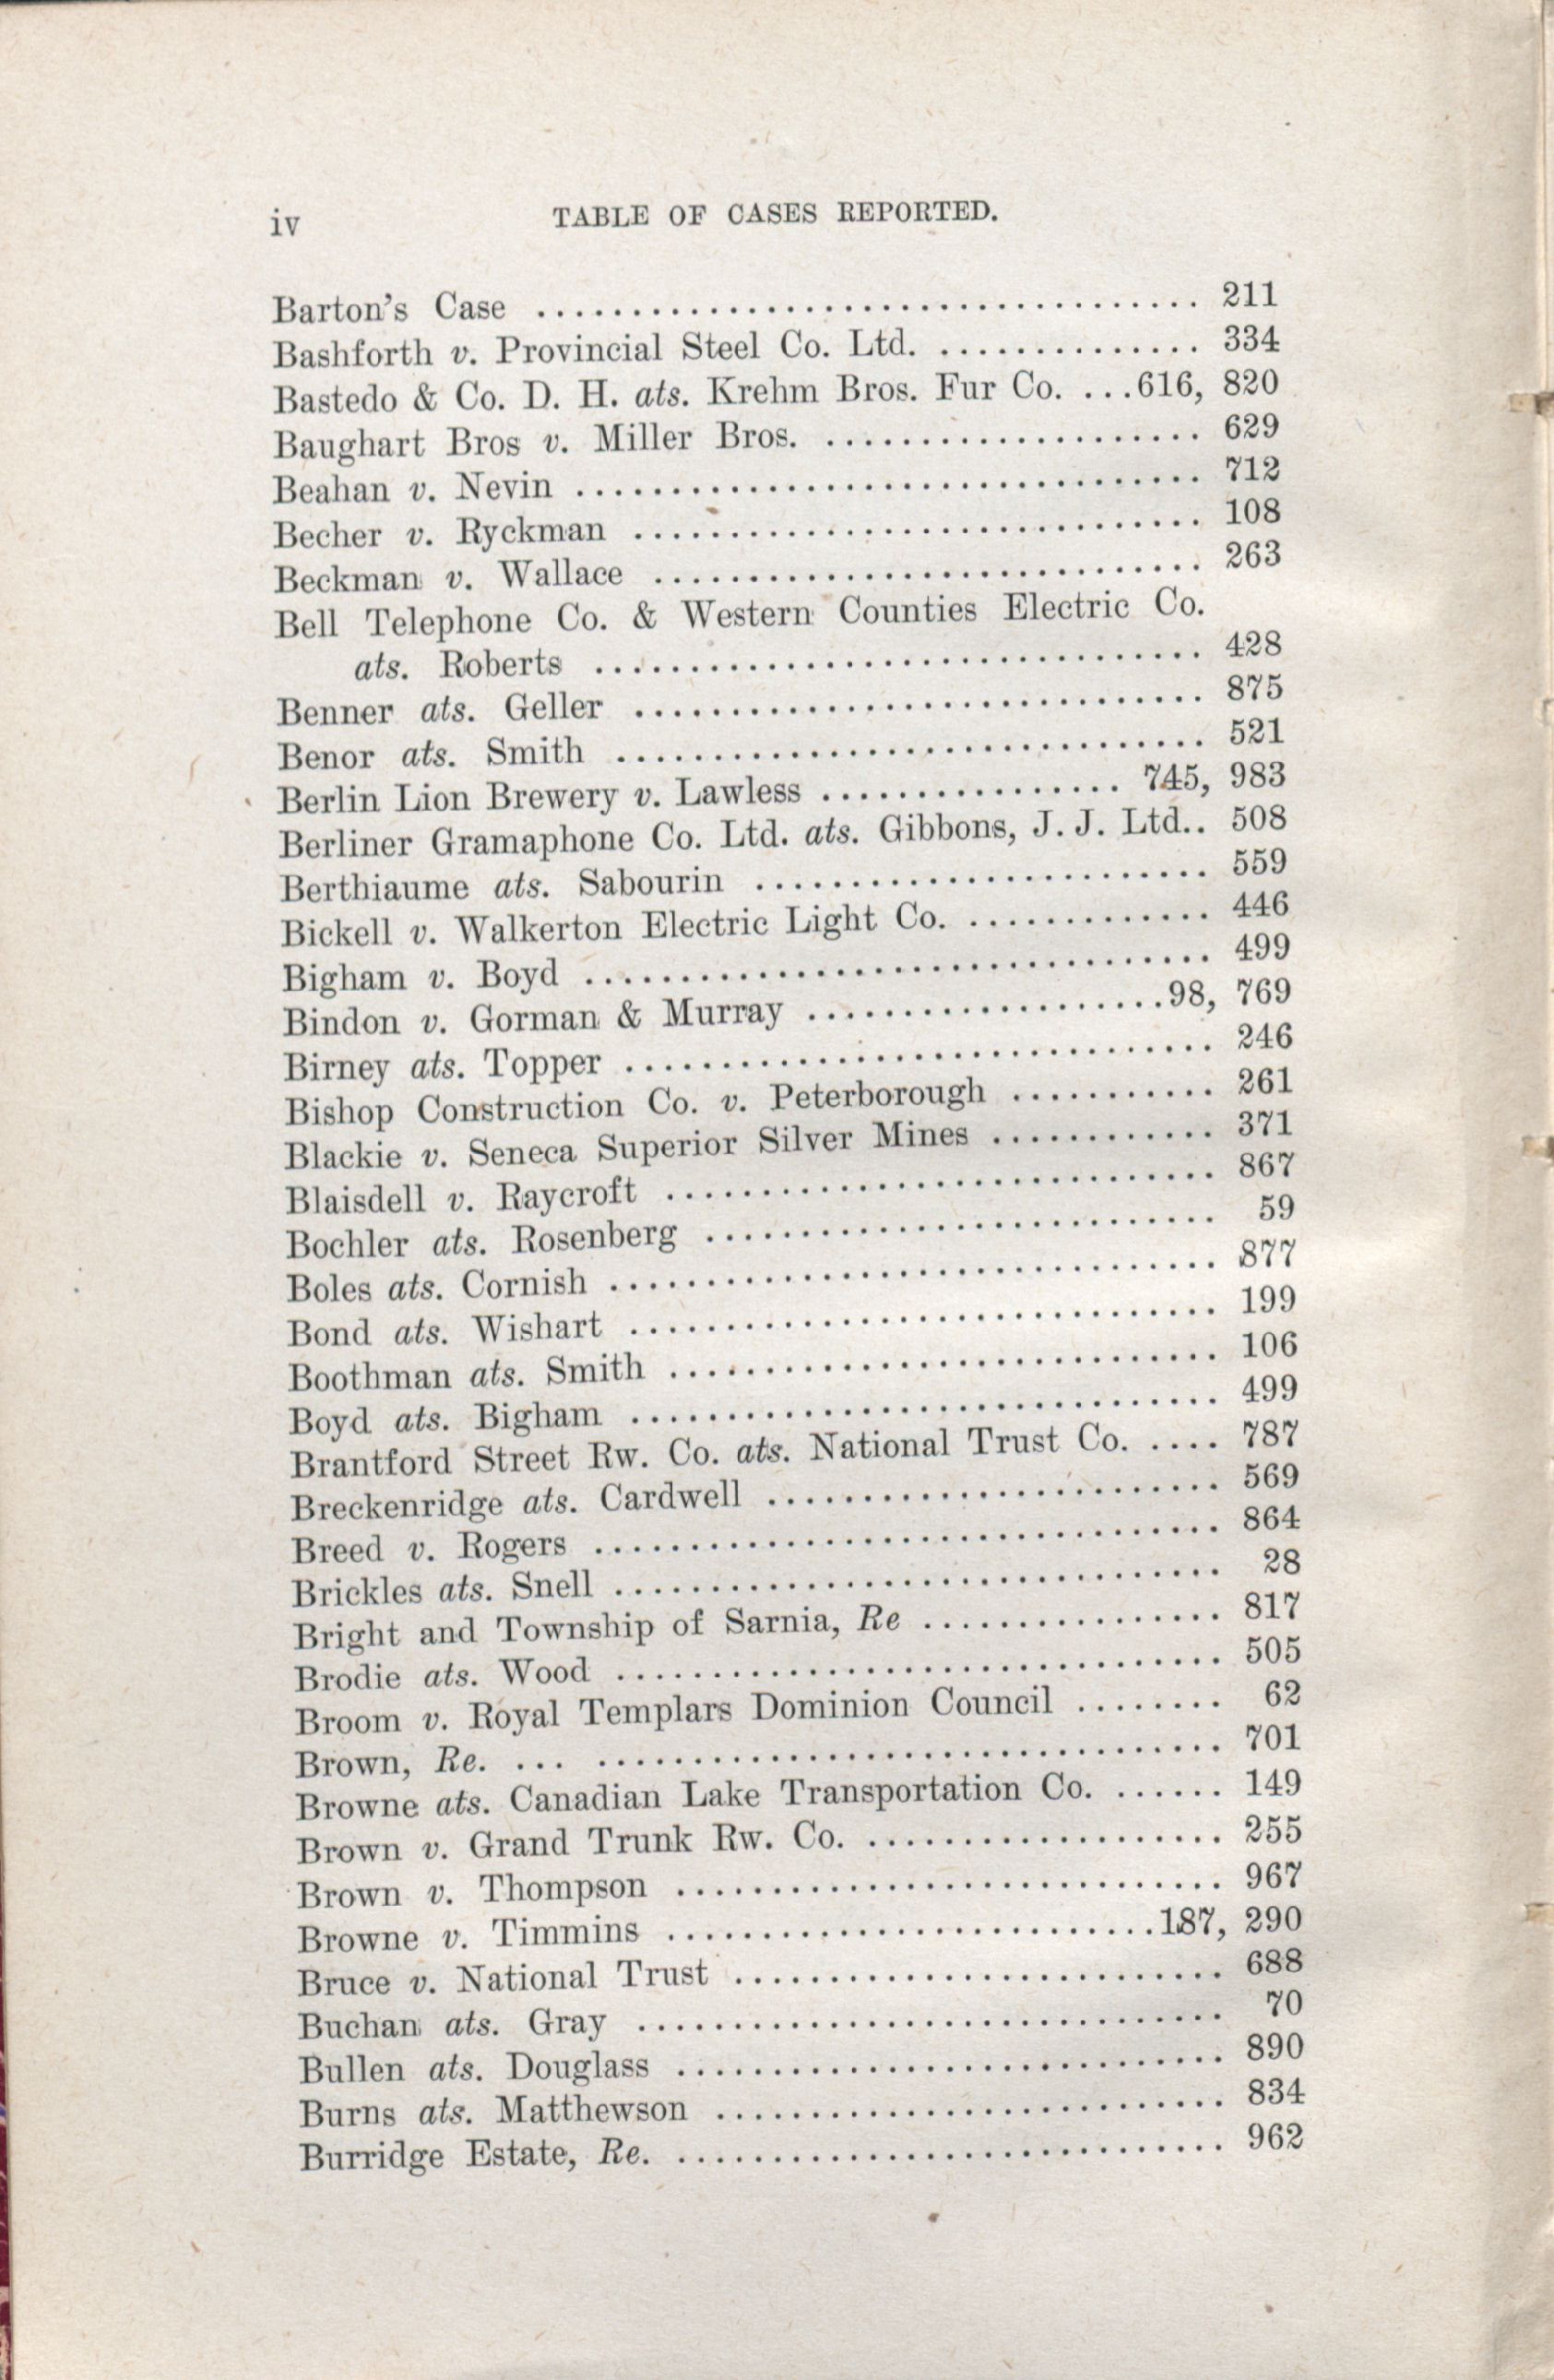 iv TABLE OF CASES REPORTED.
Barton's Case .................................. 211
Bashforth v. Provincial Steel Co. Ltd. .............. 334
Bastedo & Co. D. H. ats. Krehm Bros. Fur Co. ...616, 820
Baughart Bros v. Miller Bros. .................... 629
Beahan v. Nevin ................................. 712
Becher v. Ryckman .............................. 108
Beckman v. Wallace ............................. 263
Bell Telephone Co. & Western Counties Electric Co.
ats. Roberts ................................ 428
Benner ats. Geller .............................. 875
Benor ats. Smith ............................... 521
Berlin Lion Brewery v. Lawless ................ 745, 983
Berliner Gramaphone Co. Ltd. ats. Gibbons, J. J. Ltd.. 508
Berthiaume ats. Sabourin ........................ 559
Bickell v. Walkerton Electric Light Co. ............. 446
Bigham v. Boyd ................................. 499
Bindon v. Gorman & Murray ...................98, 769
Birney ats. Topper ............................... 246
Bishop Construction Co. v. Peterborough ........... 261
Blackie v. Seneca Superior Silver Mines ............ 371
Blaisdell v. Raycroft ............................. 867
Bochler ats. Rosenberg ........................... 59
Boles ats. Cornish ................................ 877
Bond ats. Wishart ............................... 199
Boothman ats. Smith ............................. 106
Boyd ats. Bigham ............................... 499
Brantford Street Rw. Co. ats. National Trust Co. .... 787
Breckenridge ats. Cardwell ........................ 569
Breed v. Rogers ................................. 864
Brickles ats. Snell ................................ 28
Bright and Township of Sarnia, Re ................ 817
Brodie ats. Wood ................................ 505
Broom v. Royal Templars Dominion Council ........ 62
Brown, Re. ... ................................. 701
Browne ats. Canadian Lake Transportation Co. ...... 149
Brown v. Grand Trunk Rw. Co. ................... 255
Brown v. Thompson ............................. 967
Browne v. Timmins ..........................187, 290
Bruce v. National Trust .......................... 688
Buchan ats. Gray ............................... 70
Bullen ats. Douglass ............................. 890
Burns ats. Matthewson ........................... 834
Burridge Estate, Re. ............................. 962